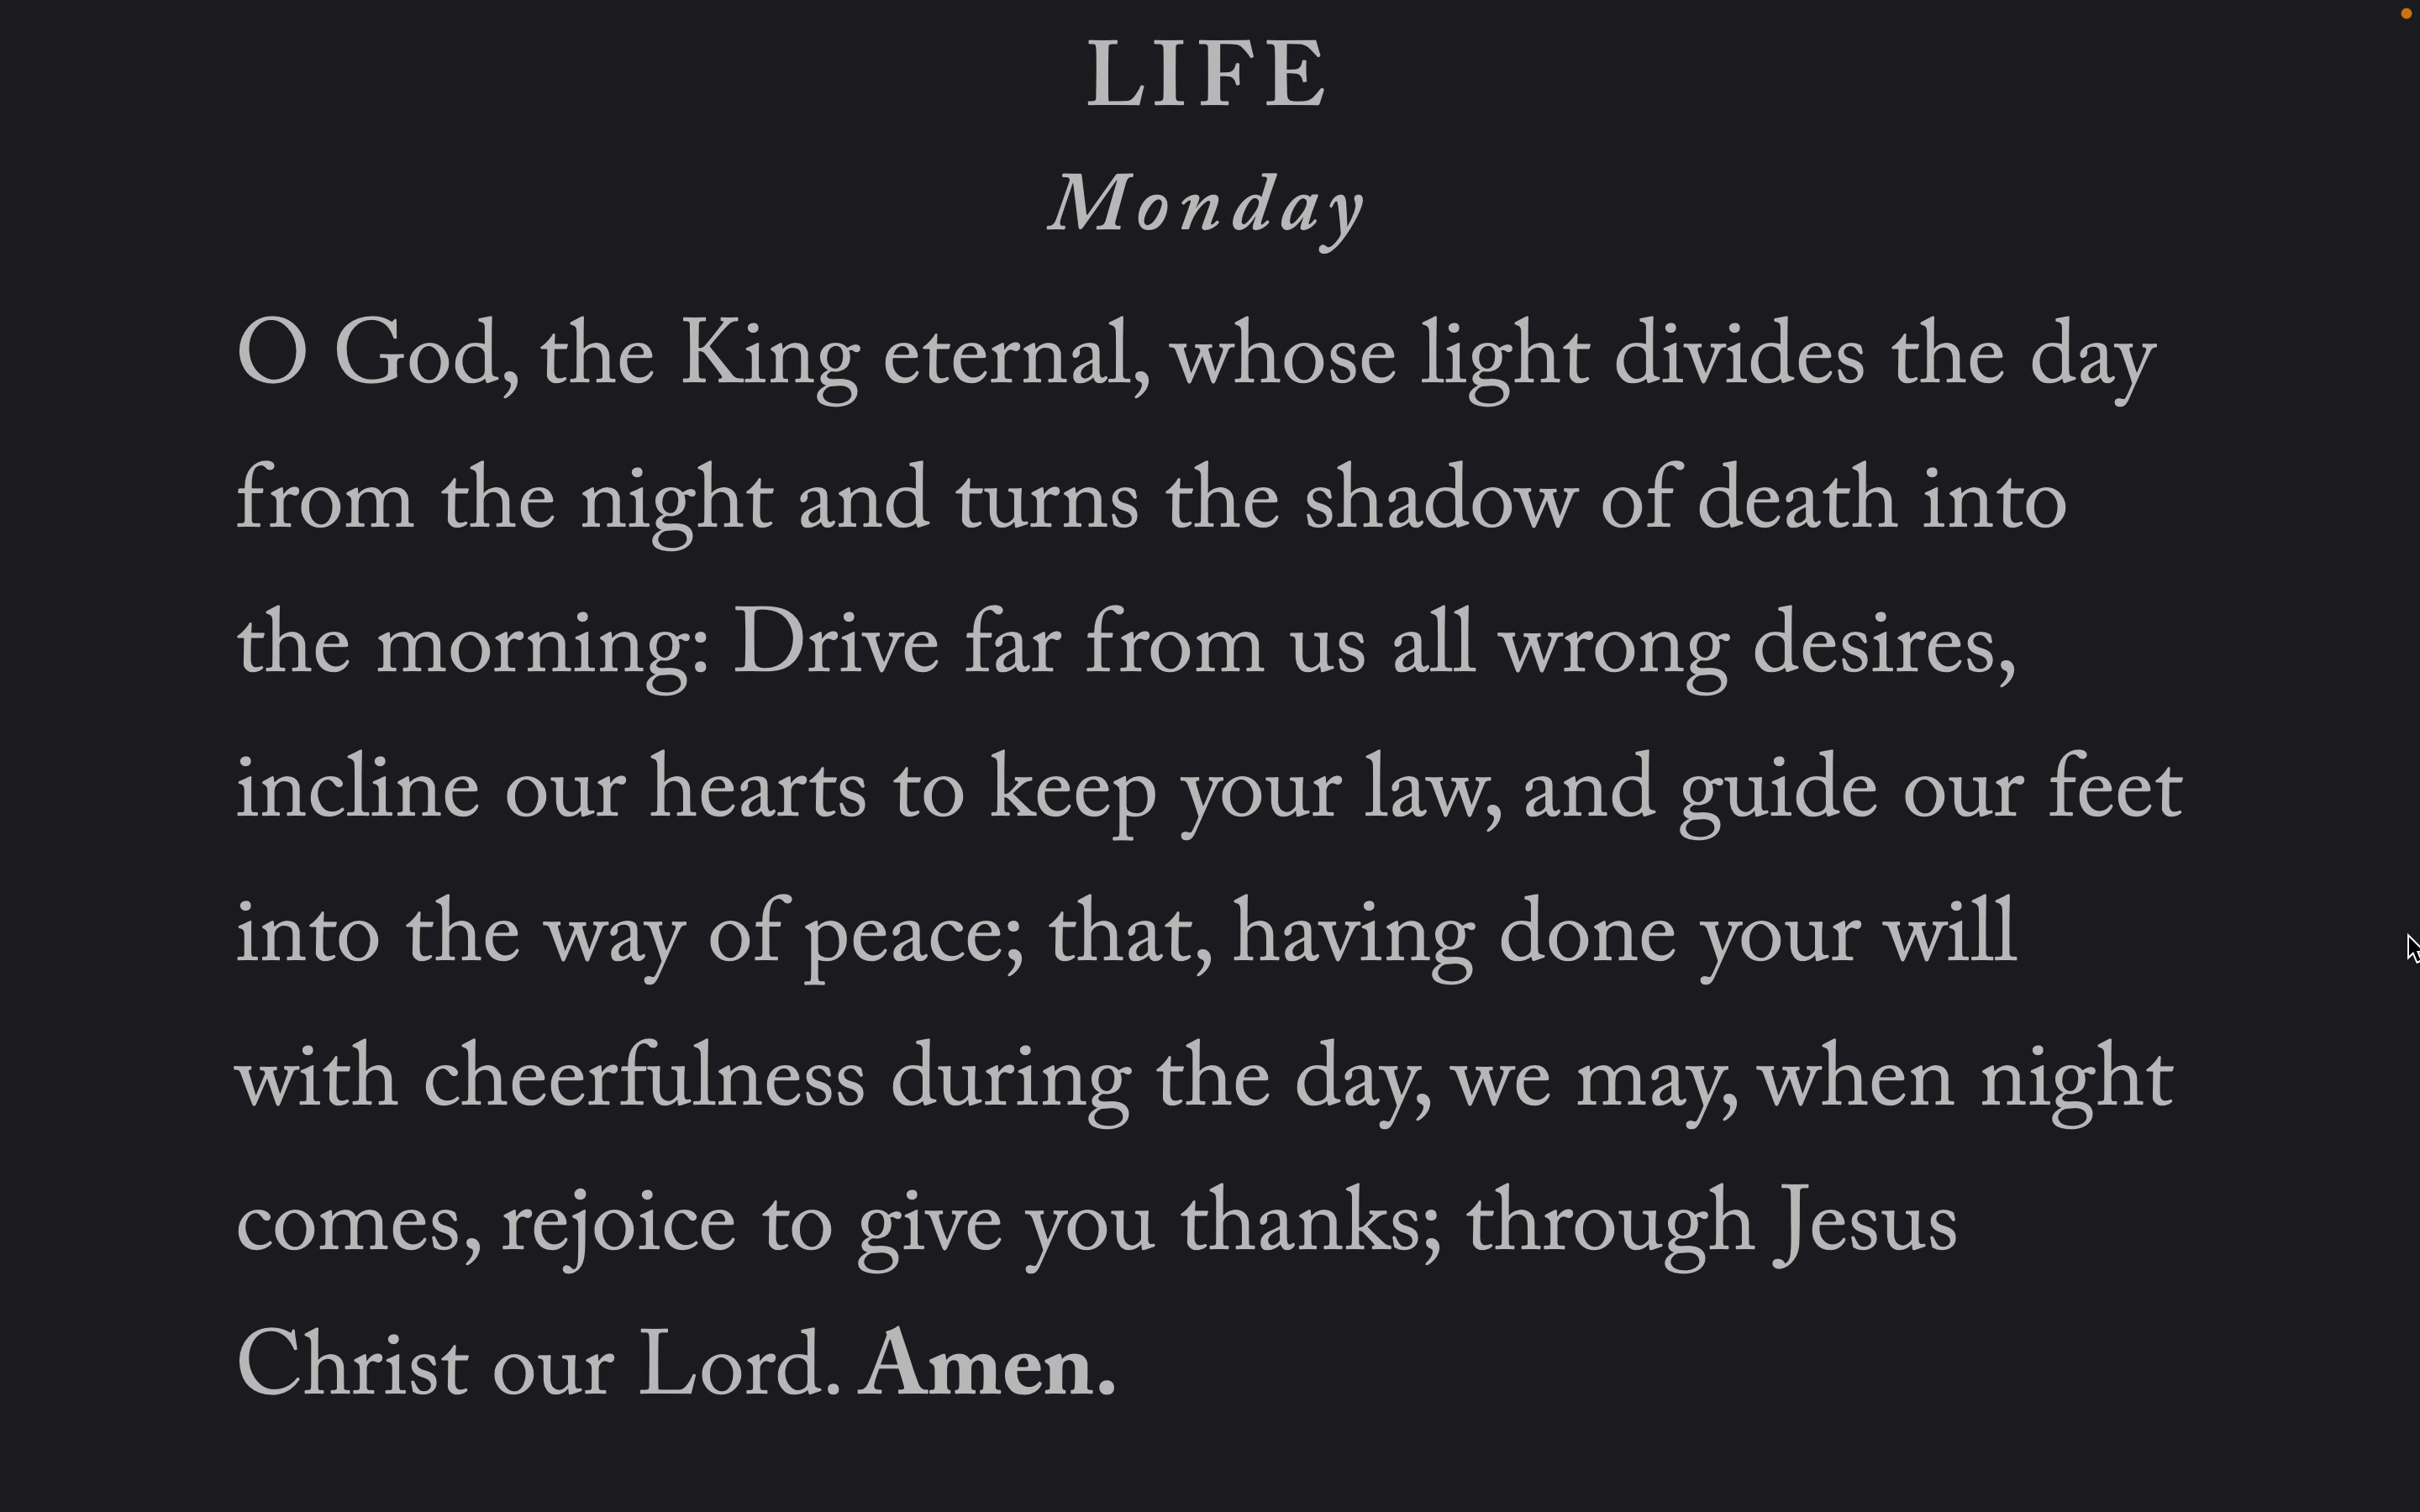 LIFE
Monday
O God, the King eternal, whose light divides the day
from the night and turns the shadow of death into
the morning: Drive far from us all wrong desires,
incline our hearts to keep your law, and guide our feet
into the way of peace; that, having done your will
with cheerfulness during the day, we may, when night
comes, rejoice to give you thanks; through Jesus
Christ our Lord. Amen.